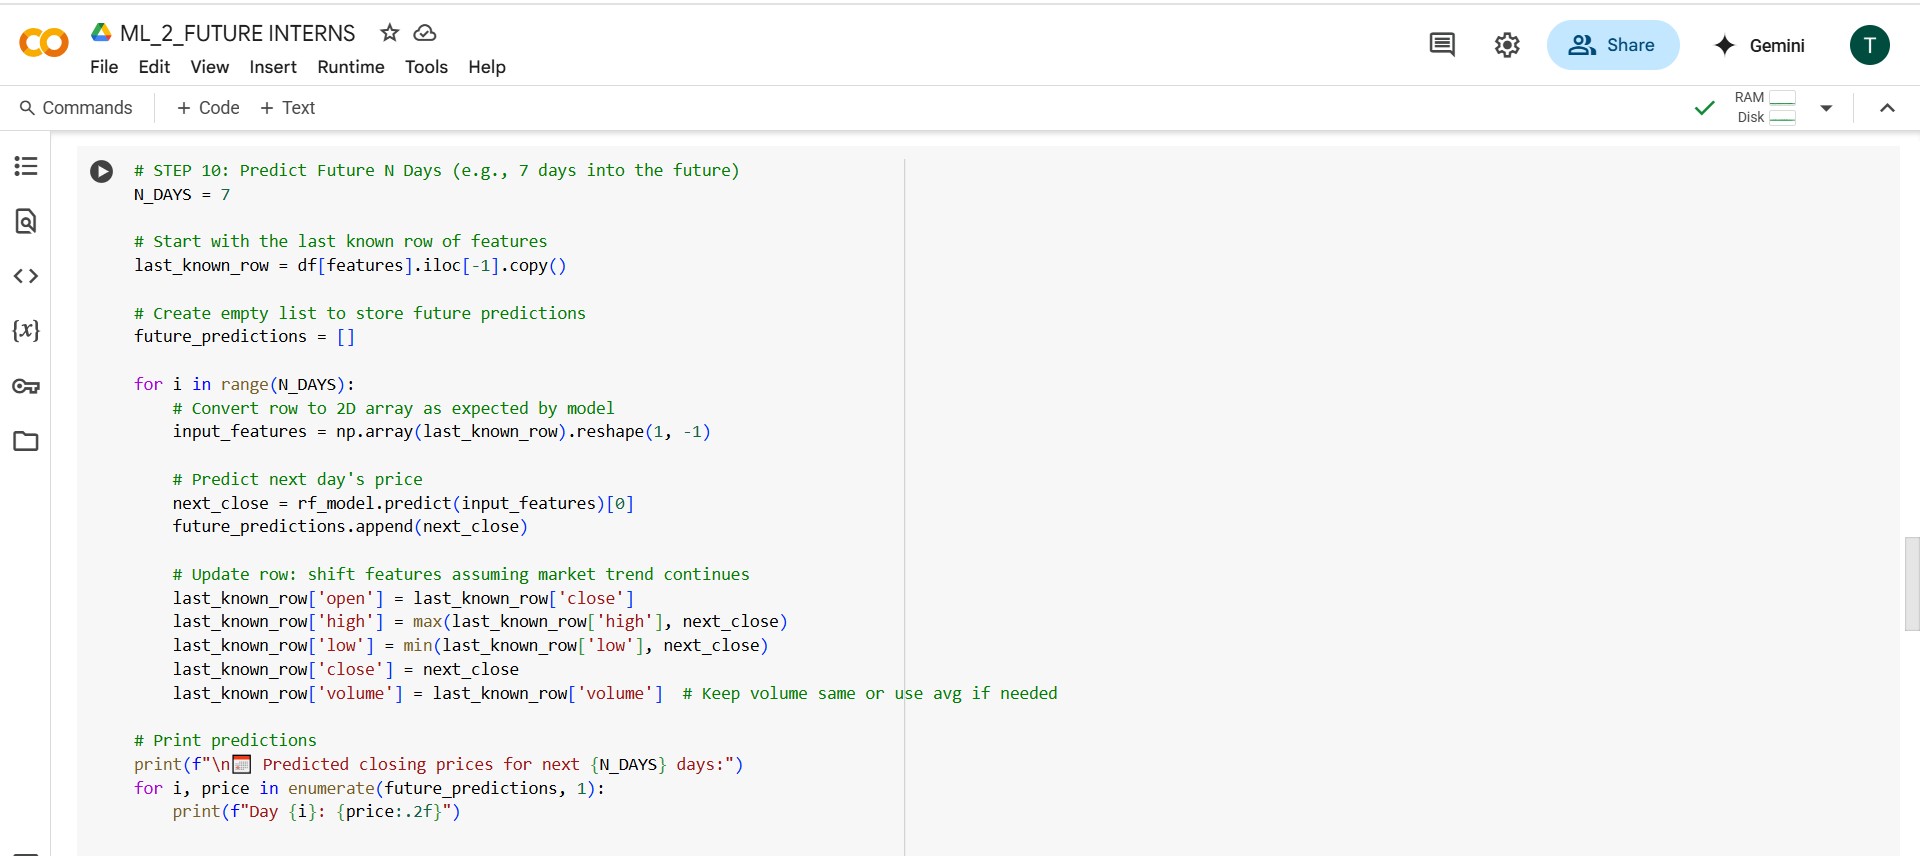 ML_2_FUTURE INTERNS
File Edit View Insert Runtime Tools Help
Share
Gemini
T
Commands + Code + Text
RAM
Disk
# STEP 10: Predict Future N Days (e.g., 7 days into the future)
N_DAYS = 7
# Start with the last known row of features
last_known_row = df[features].iloc[-1].copy()
# Create empty list to store future predictions
future_predictions = []
for i in range(N_DAYS):
    # Convert row to 2D array as expected by model
    input_features = np.array(last_known_row).reshape(1, -1)
    # Predict next day's price
    next_close = rf_model.predict(input_features)[0]
    future_predictions.append(next_close)
    # Update row: shift features assuming market trend continues
    last_known_row['open'] = last_known_row['close']
    last_known_row['high'] = max(last_known_row['high'], next_close)
    last_known_row['low'] = min(last_known_row['low'], next_close)
    last_known_row['close'] = next_close
    last_known_row['volume'] = last_known_row['volume']  # Keep volume same or use avg if needed
# Print predictions
print(f"\n📅 Predicted closing prices for next {N_DAYS} days:")
for i, price in enumerate(future_predictions, 1):
    print(f"Day {i}: {price:.2f}")